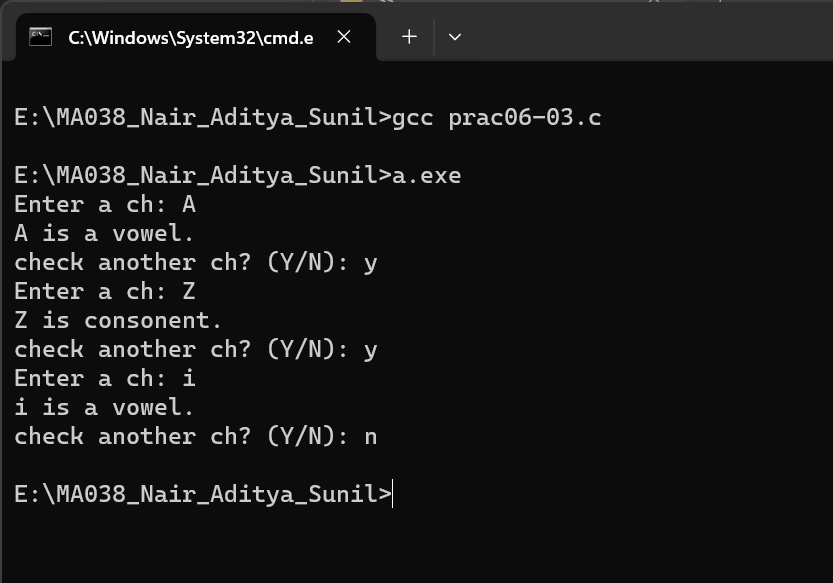 C:\Windows\System32\cmd.e
E:\MA038_Nair_Aditya_Sunil>gcc prac06-03.c
E:\MA038_Nair_Aditya_Sunil>a.exe
Enter a ch: A
A is a vowel.
check another ch? (Y/N): y
Enter a ch: Z
Z is consonent.
check another ch? (Y/N): y
Enter a ch: i
i is a vowel.
check another ch? (Y/N): n
E:\MA038_Nair_Aditya_Sunil>